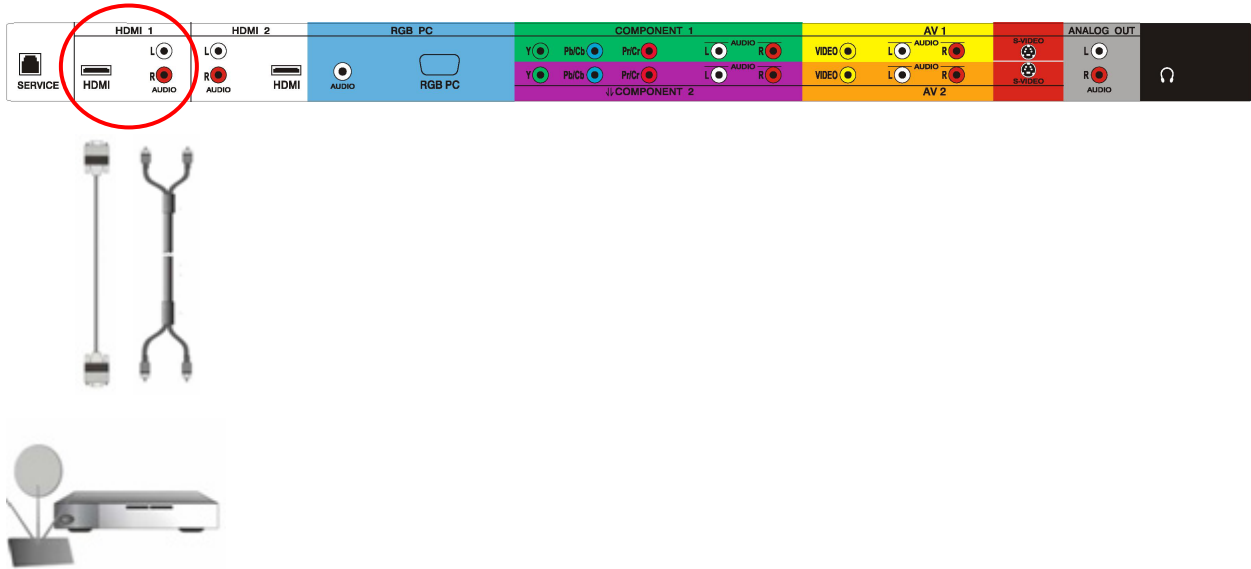 HDMI 1 HDMI 2 RGB PC COMPONENT 1 AV 1 ANALOG OUT
L L Y Pb/Cb Pr/Cr L AUDIO R VIDEO L AUDIO R S-VIDEO L
R R Y Pb/Cb Pr/Cr L AUDIO R VIDEO L AUDIO R S-VIDEO R
SERVICE HDMI AUDIO AUDIO HDMI AUDIO RGB PC AUDIO
COMPONENT 2 AV 2